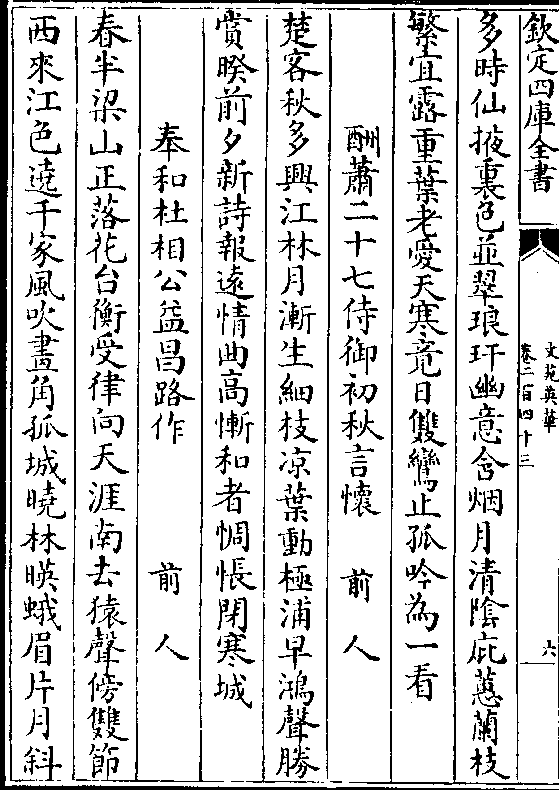 欽定四庫全書
文苑英華
卷二百四十三
六
多時仙掖裏色並翠琅玕幽意含烟月清隂庇蕙蘭枝
繁宜露重葉老愛天寒竟日雙鸞止孤吟為一看
酬蕭二十七侍御初秋言懷　前人
楚客秋多興江林月漸生細枝凉葉動極浦早鴻聲勝
賞睽前夕新詩報遠情曲高慚和者惆悵閉寒城
奉和杜相公益昌路作　前人
春半梁山正落花台衡受律向天涯南去猿聲傍雙節
西來江色遶千家風吹畫角孤城曉林暎蛾眉片月斜